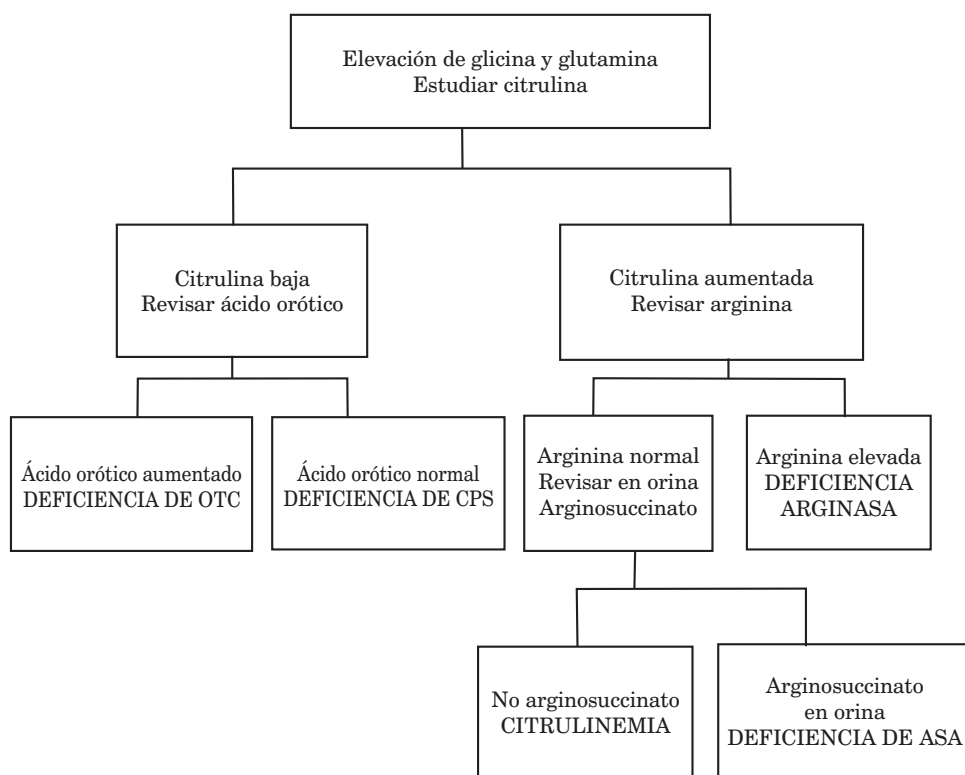 Elevación de glicina y glutamina
Estudiar citrulina
Citrulina baja
Revisar ácido orótico
Citrulina aumentada
Revisar arginina
Ácido orótico aumentado
DEFICIENCIA DE OTC
Ácido orótico normal
DEFICIENCIA DE CPS
Arginina normal
Revisar en orina
Arginosuccinato
Arginina elevada
DEFICIENCIA
ARGINASA
No arginosuccinato
CITRULINEMIA
Arginosuccinato
en orina
DEFICIENCIA DE ASA